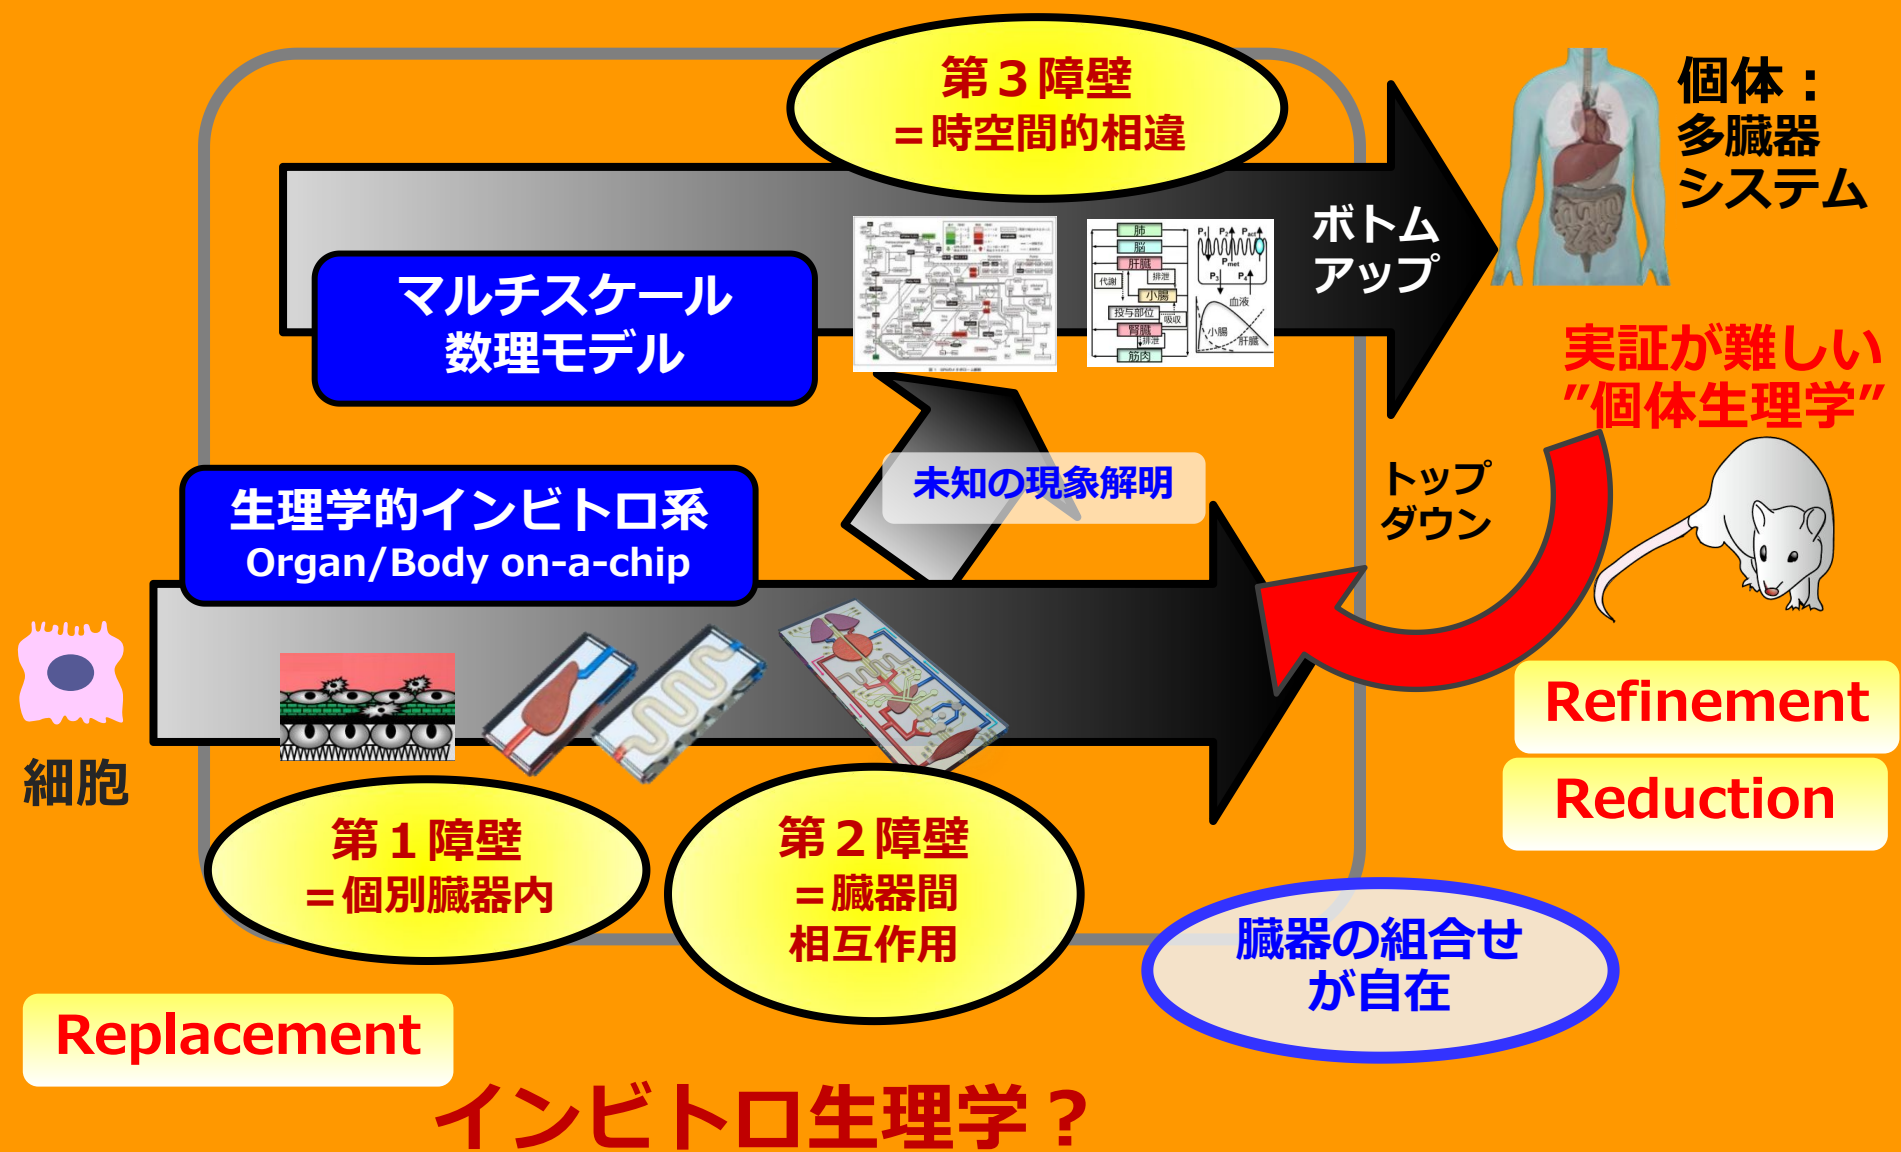 第３障壁
＝時空間的相違
個体：
多臓器
システム
ボトム
アップ
マルチスケール
数理モデル
肺
脳
肝臓
代謝
排泄
小腸
投与部位
吸収
腎臓
排泄
筋肉
P1
P2
Pact
Pmet
P3
P4
血液
小腸
肝臓
実証が難しい
”個体生理学”
未知の現象解明
トップ
ダウン
生理学的インビトロ系
Organ/Body on-a-chip
細胞
Refinement
Reduction
第１障壁
＝個別臓器内
第２障壁
＝臓器間
相互作用
臓器の組合せ
が自在
Replacement
インビトロ生理学？